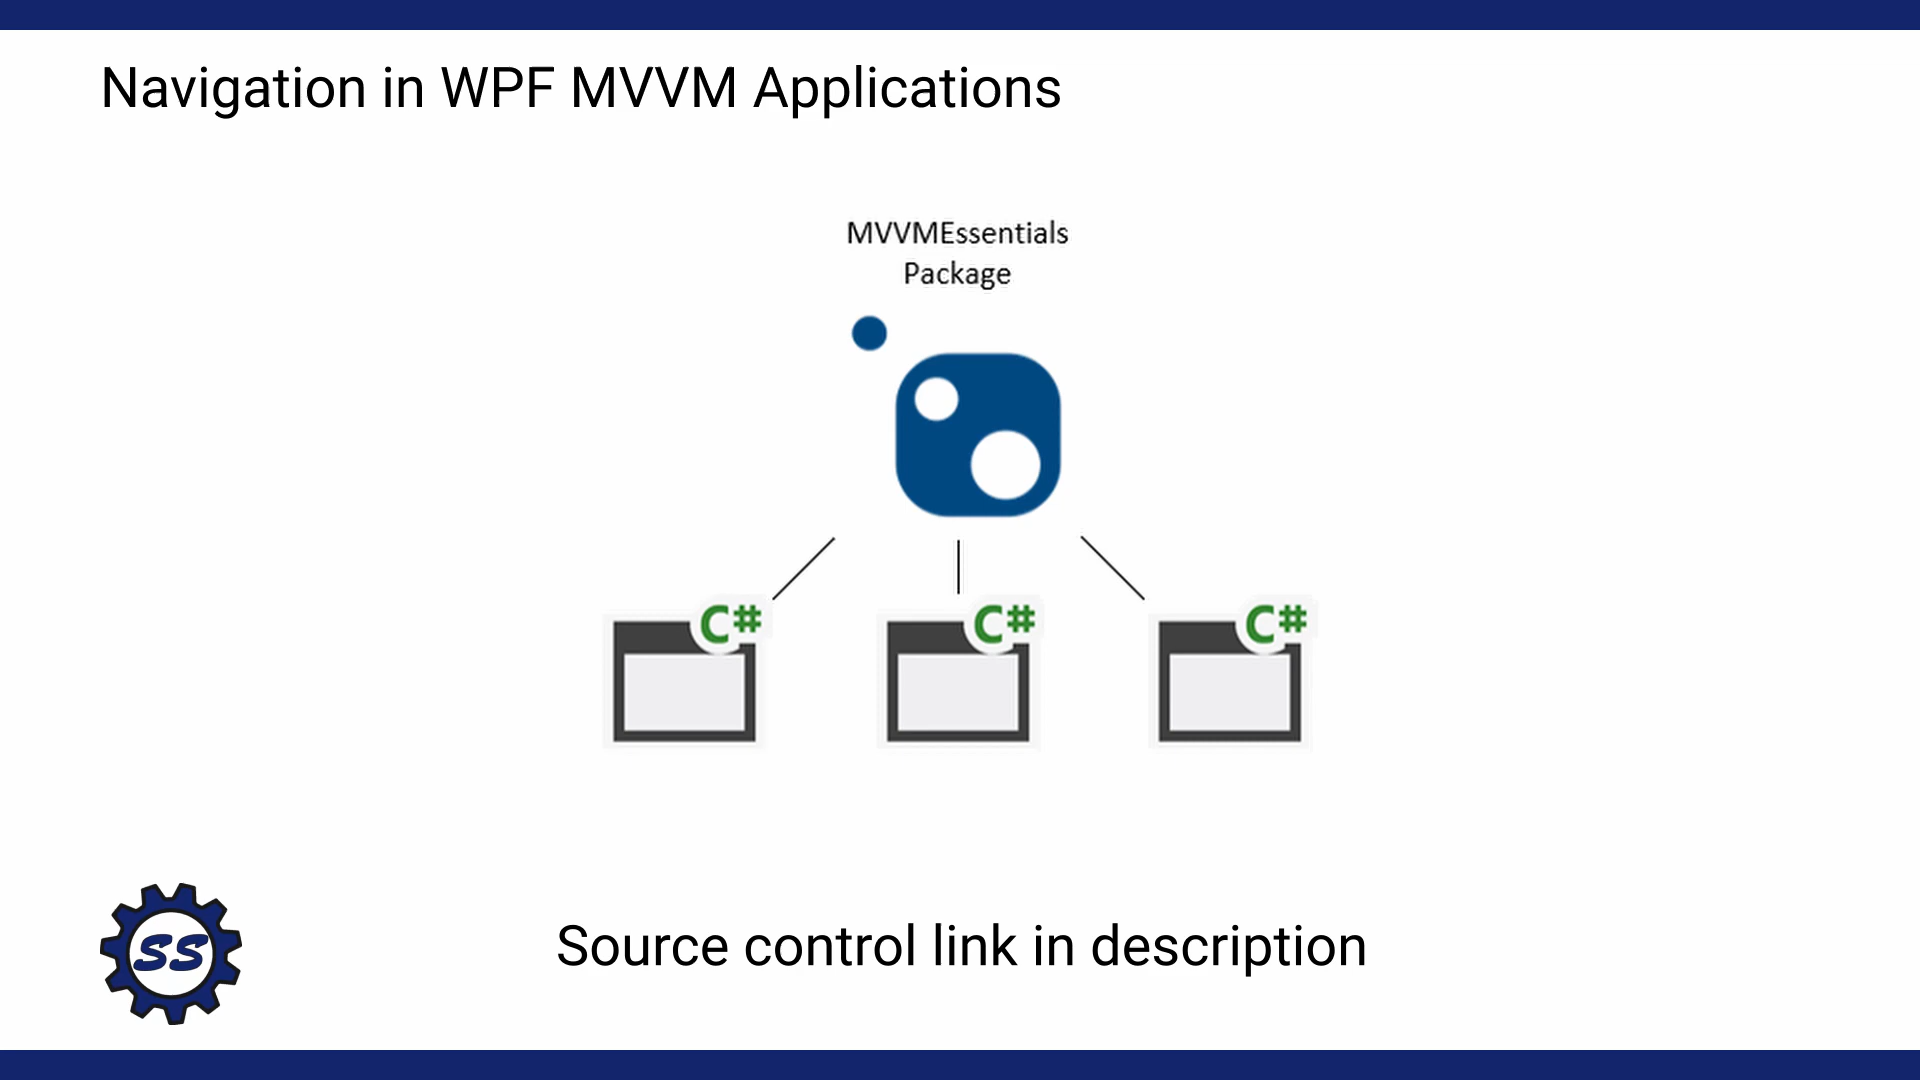 Navigation in WPF MVVM Applications
MVVMEssentials
Package
C# C# C#
SS
Source control link in description